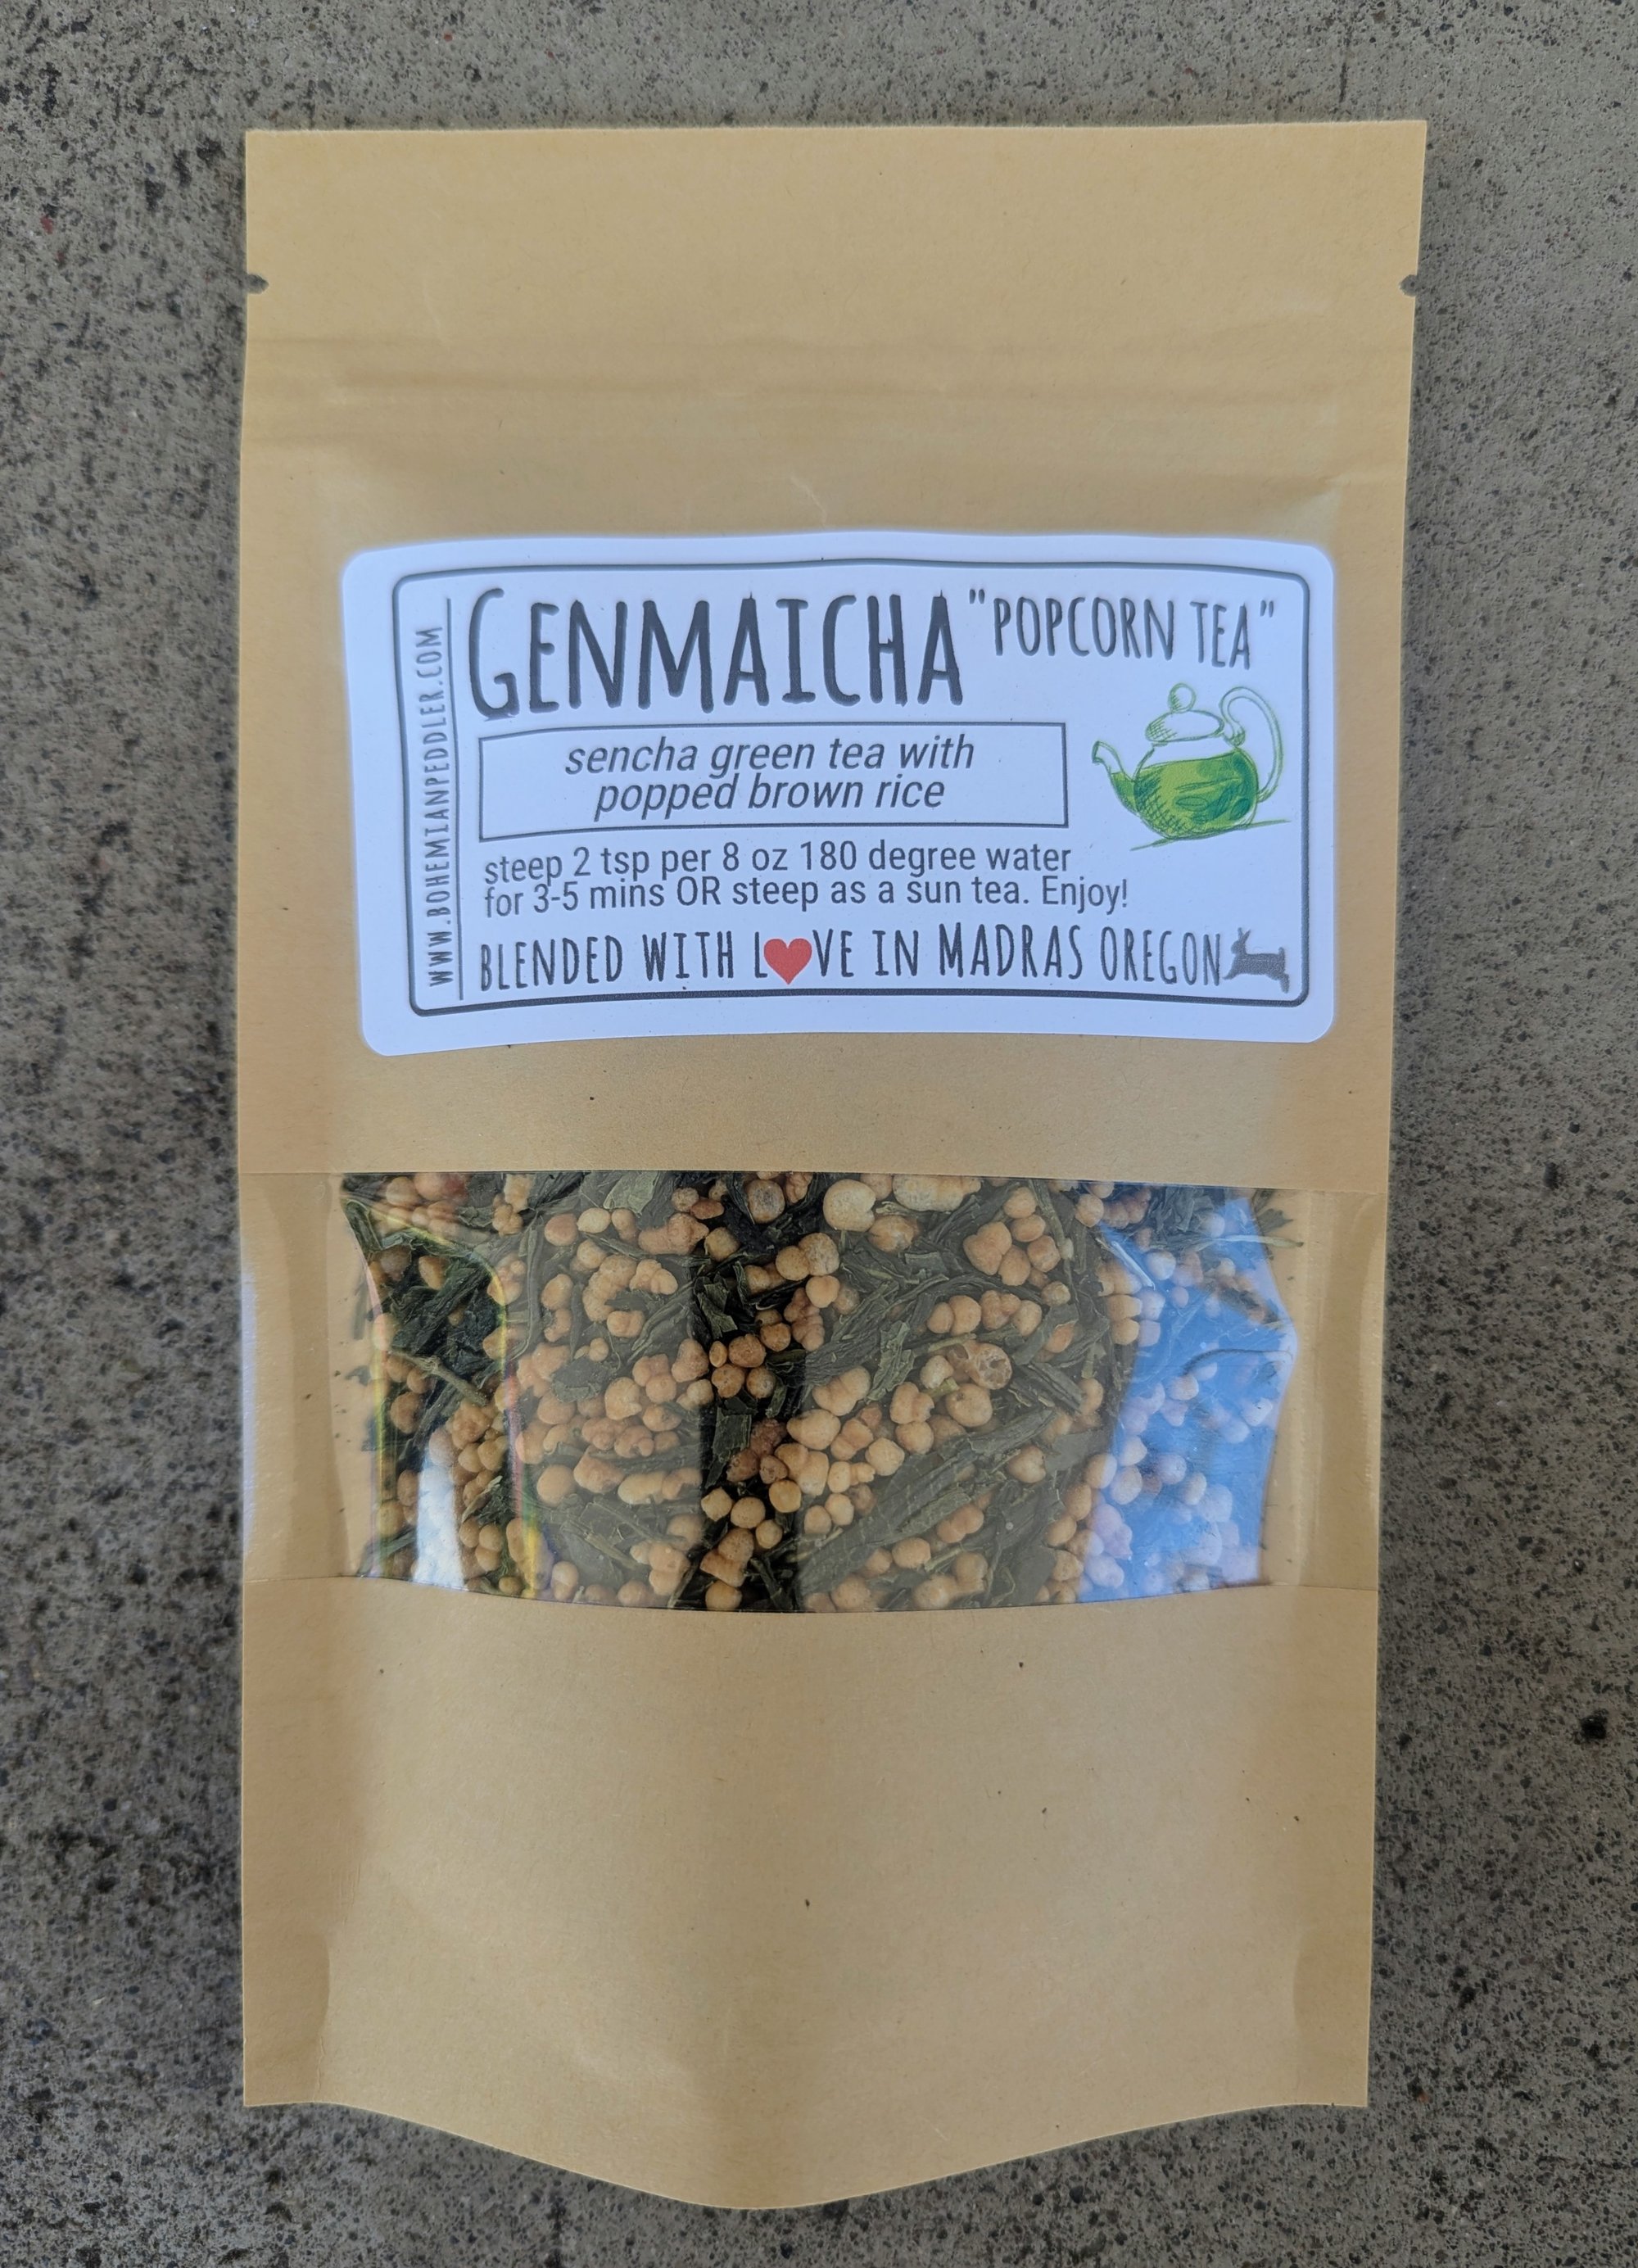 GENMAICHA "POPCORN TEA"
sencha green tea with
popped brown rice
steep 2 tsp per 8 oz 180 degree water
for 3-5 mins OR steep as a sun tea. Enjoy!
BLENDED WITH L❤VE IN MADRAS OREGON
WWW.BOHEMIANPEDDLER.COM